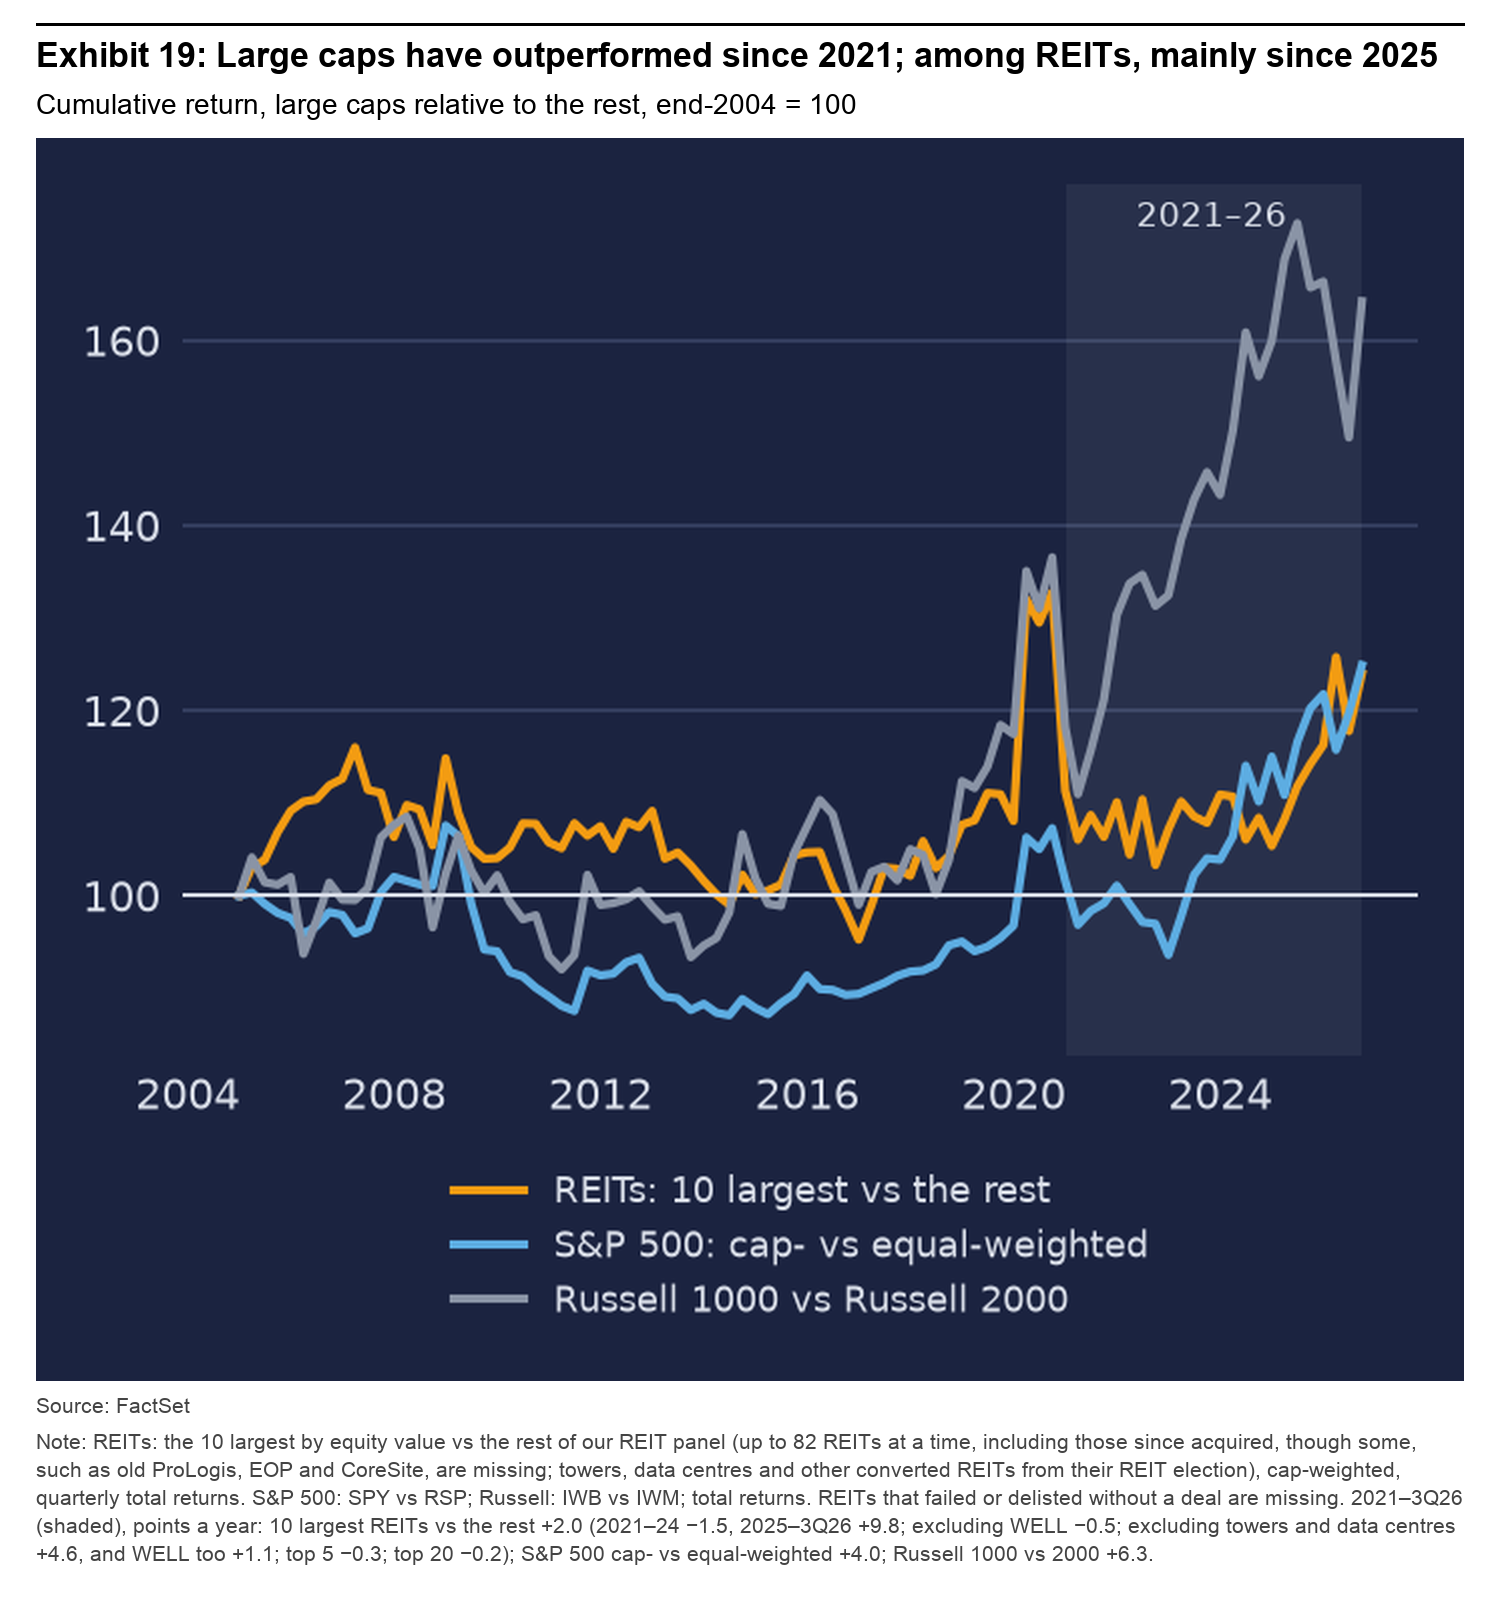 Exhibit 19: Large caps have outperformed since 2021; among REITs, mainly since 2025
Cumulative return, large caps relative to the rest, end-2004 = 100
2021–26
160
140
120
100
2004
2008
2012
2016
2020
2024
REITs: 10 largest vs the rest
S&P 500: cap- vs equal-weighted
Russell 1000 vs Russell 2000
Source: FactSet
Note: REITs: the 10 largest by equity value vs the rest of our REIT panel (up to 82 REITs at a time, including those since acquired, though some,
such as old ProLogis, EOP and CoreSite, are missing; towers, data centres and other converted REITs from their REIT election), cap-weighted,
quarterly total returns. S&P 500: SPY vs RSP; Russell: IWB vs IWM; total returns. REITs that failed or delisted without a deal are missing. 2021–3Q26
(shaded), points a year: 10 largest REITs vs the rest +2.0 (2021–24 −1.5, 2025–3Q26 +9.8; excluding WELL −0.5; excluding towers and data centres
+4.6, and WELL too +1.1; top 5 −0.3; top 20 −0.2); S&P 500 cap- vs equal-weighted +4.0; Russell 1000 vs 2000 +6.3.